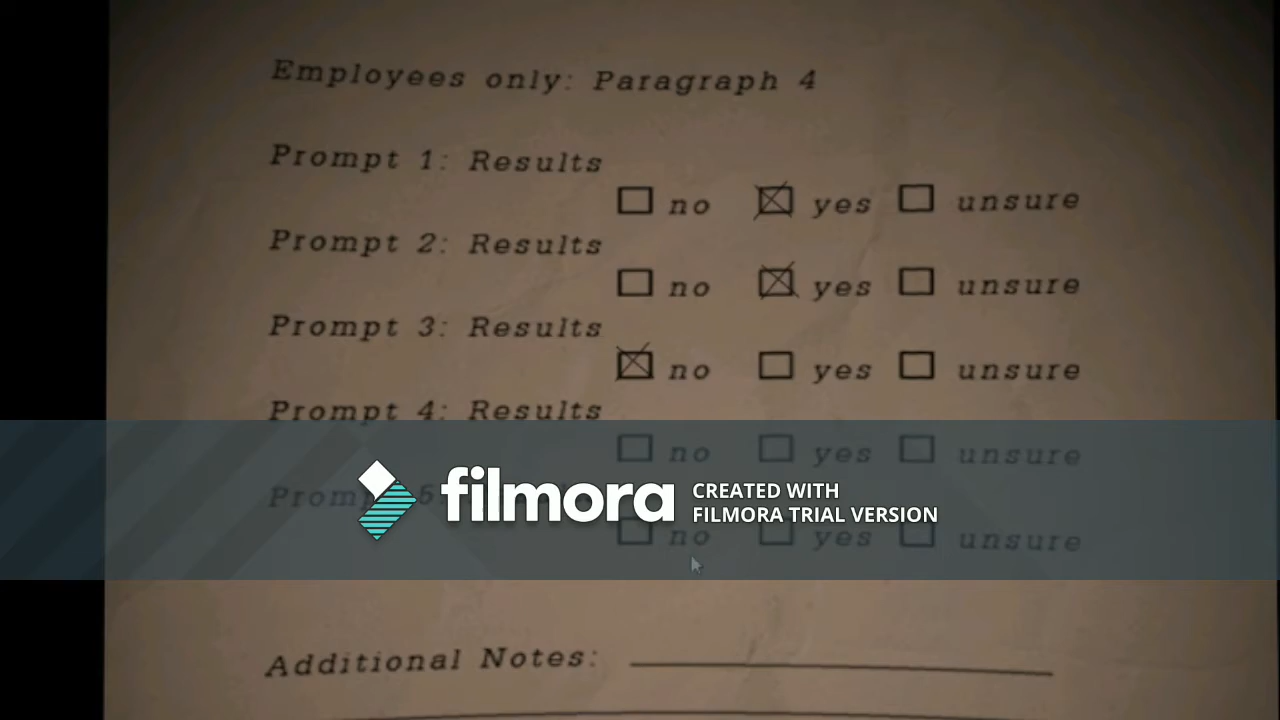 Employees only: Paragraph 4
Prompt 1: Results
no yes unsure
Prompt 2: Results
no yes unsure
Prompt 3: Results
no yes unsure
Prompt 4: Results
no yes unsure
Prompt 5:
filmora CREATED WITH
FILMORA TRIAL VERSION
no yes unsure
Additional Notes: